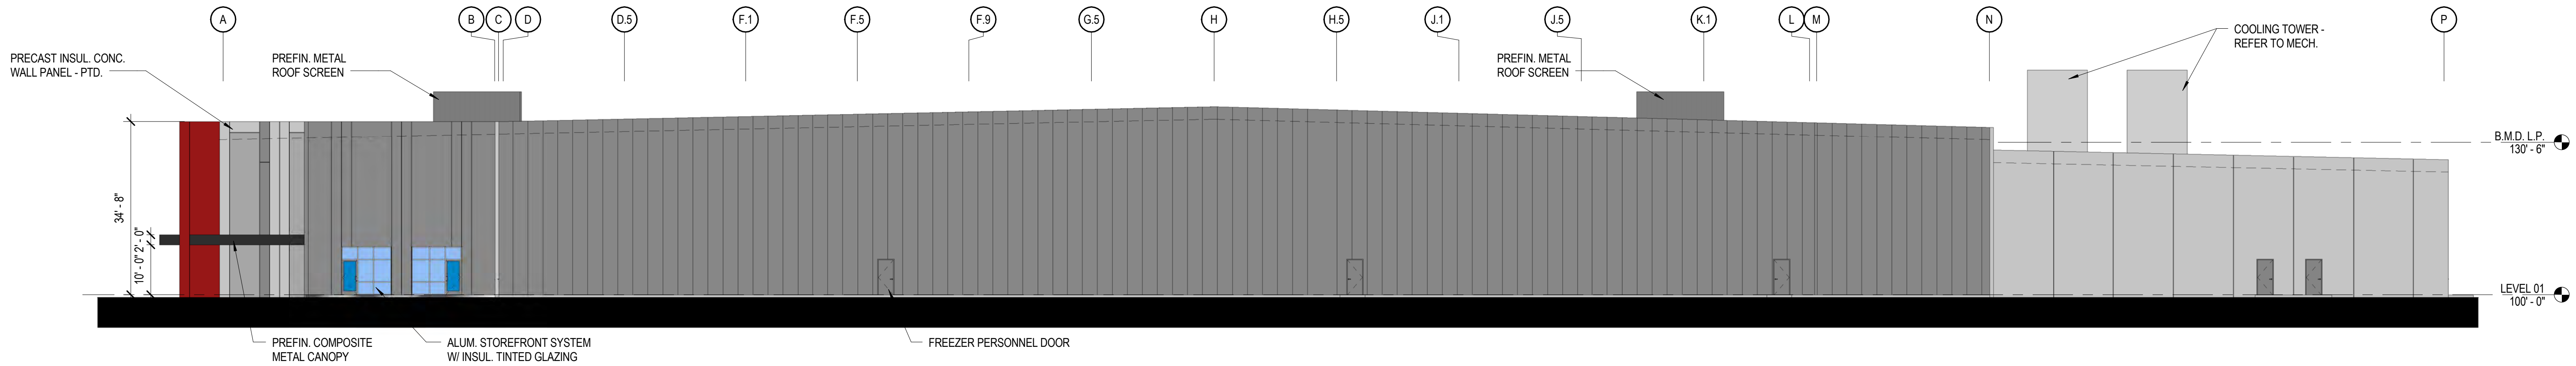 A
B
C
D
D.5
F.1
F.5
F.9
G.5
H
H.5
J.1
J.5
K.1
L
M
N
P
PRECAST INSUL. CONC.
WALL PANEL - PTD.
PREFIN. METAL
ROOF SCREEN
PREFIN. METAL
ROOF SCREEN
COOLING TOWER -
REFER TO MECH.
B.M.D. L.P.
130' - 6"
34' - 8"
2' - 0"
10' - 0"
LEVEL 01
100' - 0"
PREFIN. COMPOSITE
METAL CANOPY
ALUM. STOREFRONT SYSTEM
W/ INSUL. TINTED GLAZING
FREEZER PERSONNEL DOOR